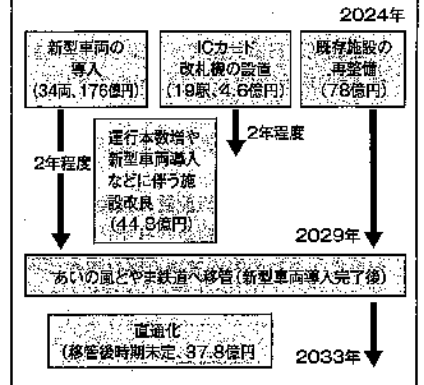 2024年
新型車両の
導入
(34両、176億円)
ICカード
改札機の設置
(19駅、4.6億円)
既存施設の
再整備
(78億円)
2年程度
運行本数増や
新型車両導入
などに伴う施
設改良
(44.8億円)
2年程度
2029年
あいの風とやま鉄道へ移管(新型車両導入完了後)
直通化
(移管後時期未定、37.8億円
2033年